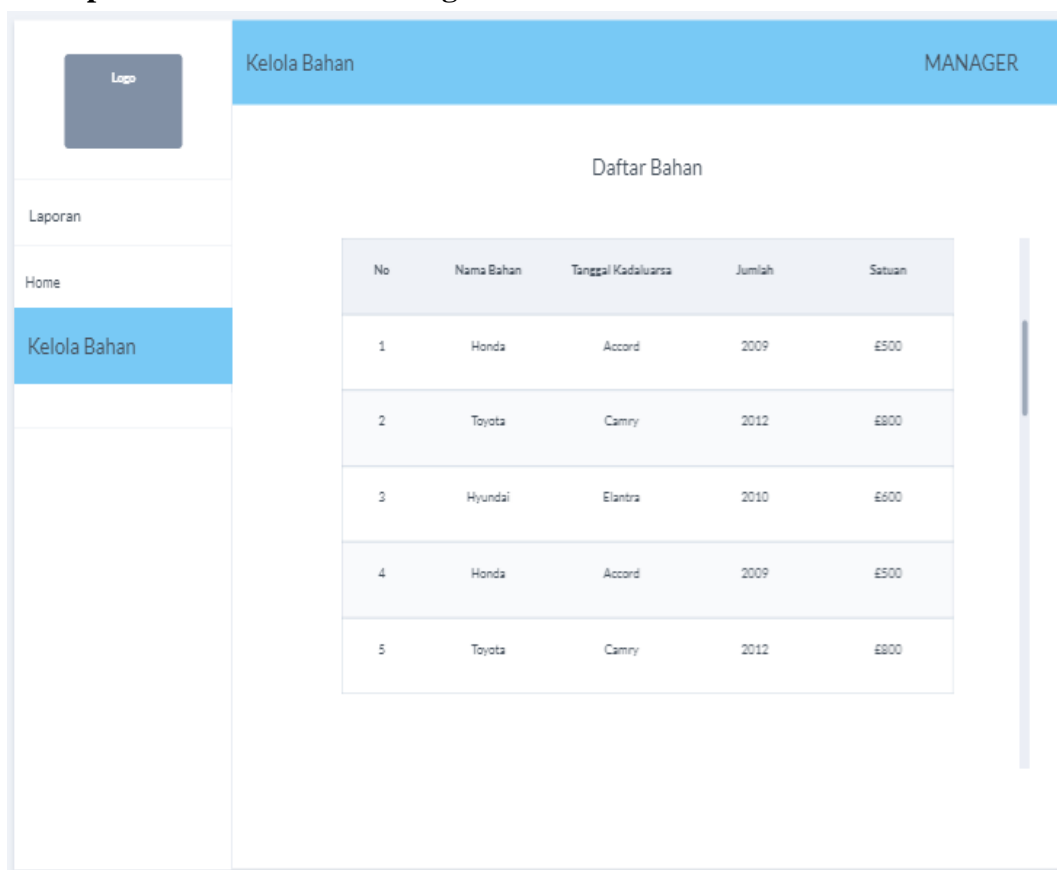 Logo
Kelola Bahan
MANAGER
Daftar Bahan
Laporan
Home
Kelola Bahan
No Nama Bahan Tanggal Kadaluarsa Jumlah Satuan
1 Honda Accord 2009 £500
2 Toyota Camry 2012 £800
3 Hyundai Elantra 2010 £600
4 Honda Accord 2009 £500
5 Toyota Camry 2012 £800